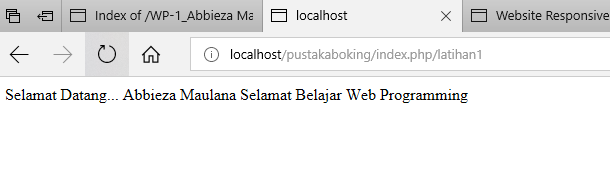 Index of /WP-1_Abbieza Ma
localhost
Website Responsive
localhost/pustakaboking/index.php/latihan1
Selamat Datang... Abbieza Maulana Selamat Belajar Web Programming